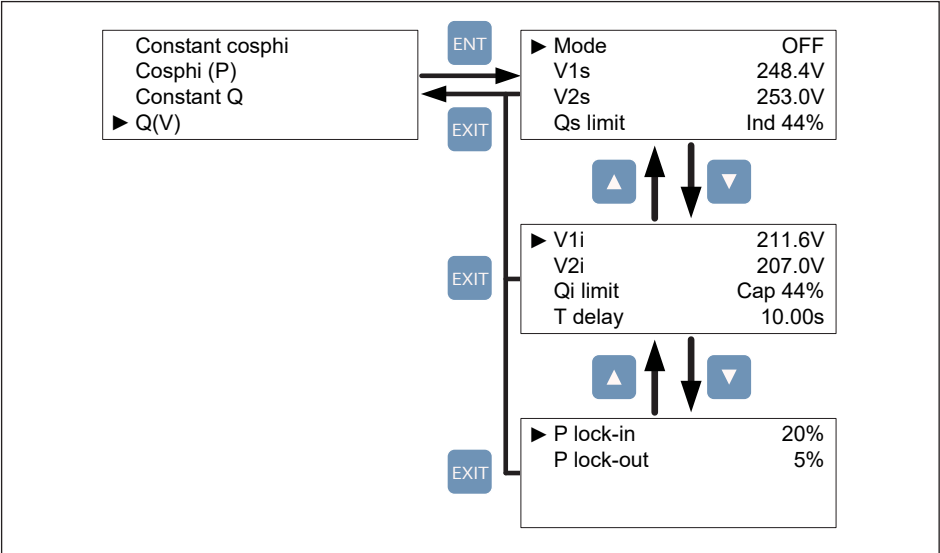 Constant cosphi
Cosphi (P)
Constant Q
► Q(V)
ENT
EXIT
► Mode OFF
V1s 248.4V
V2s 253.0V
Qs limit Ind 44%
▲ ▼
EXIT
► V1i 211.6V
V2i 207.0V
Qi limit Cap 44%
T delay 10.00s
▲ ▼
EXIT
► P lock-in 20%
P lock-out 5%